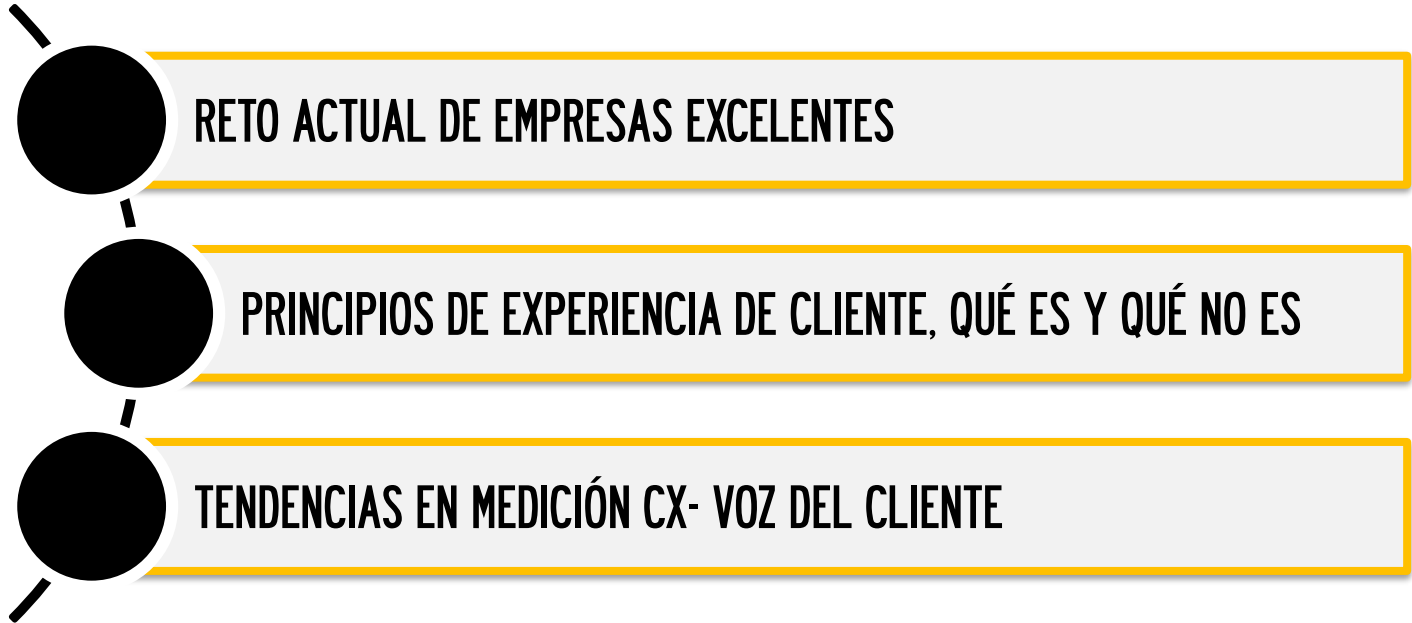 RETO ACTUAL DE EMPRESAS EXCELENTES
PRINCIPIOS DE EXPERIENCIA DE CLIENTE, QUÉ ES Y QUÉ NO ES
TENDENCIAS EN MEDICIÓN CX- VOZ DEL CLIENTE